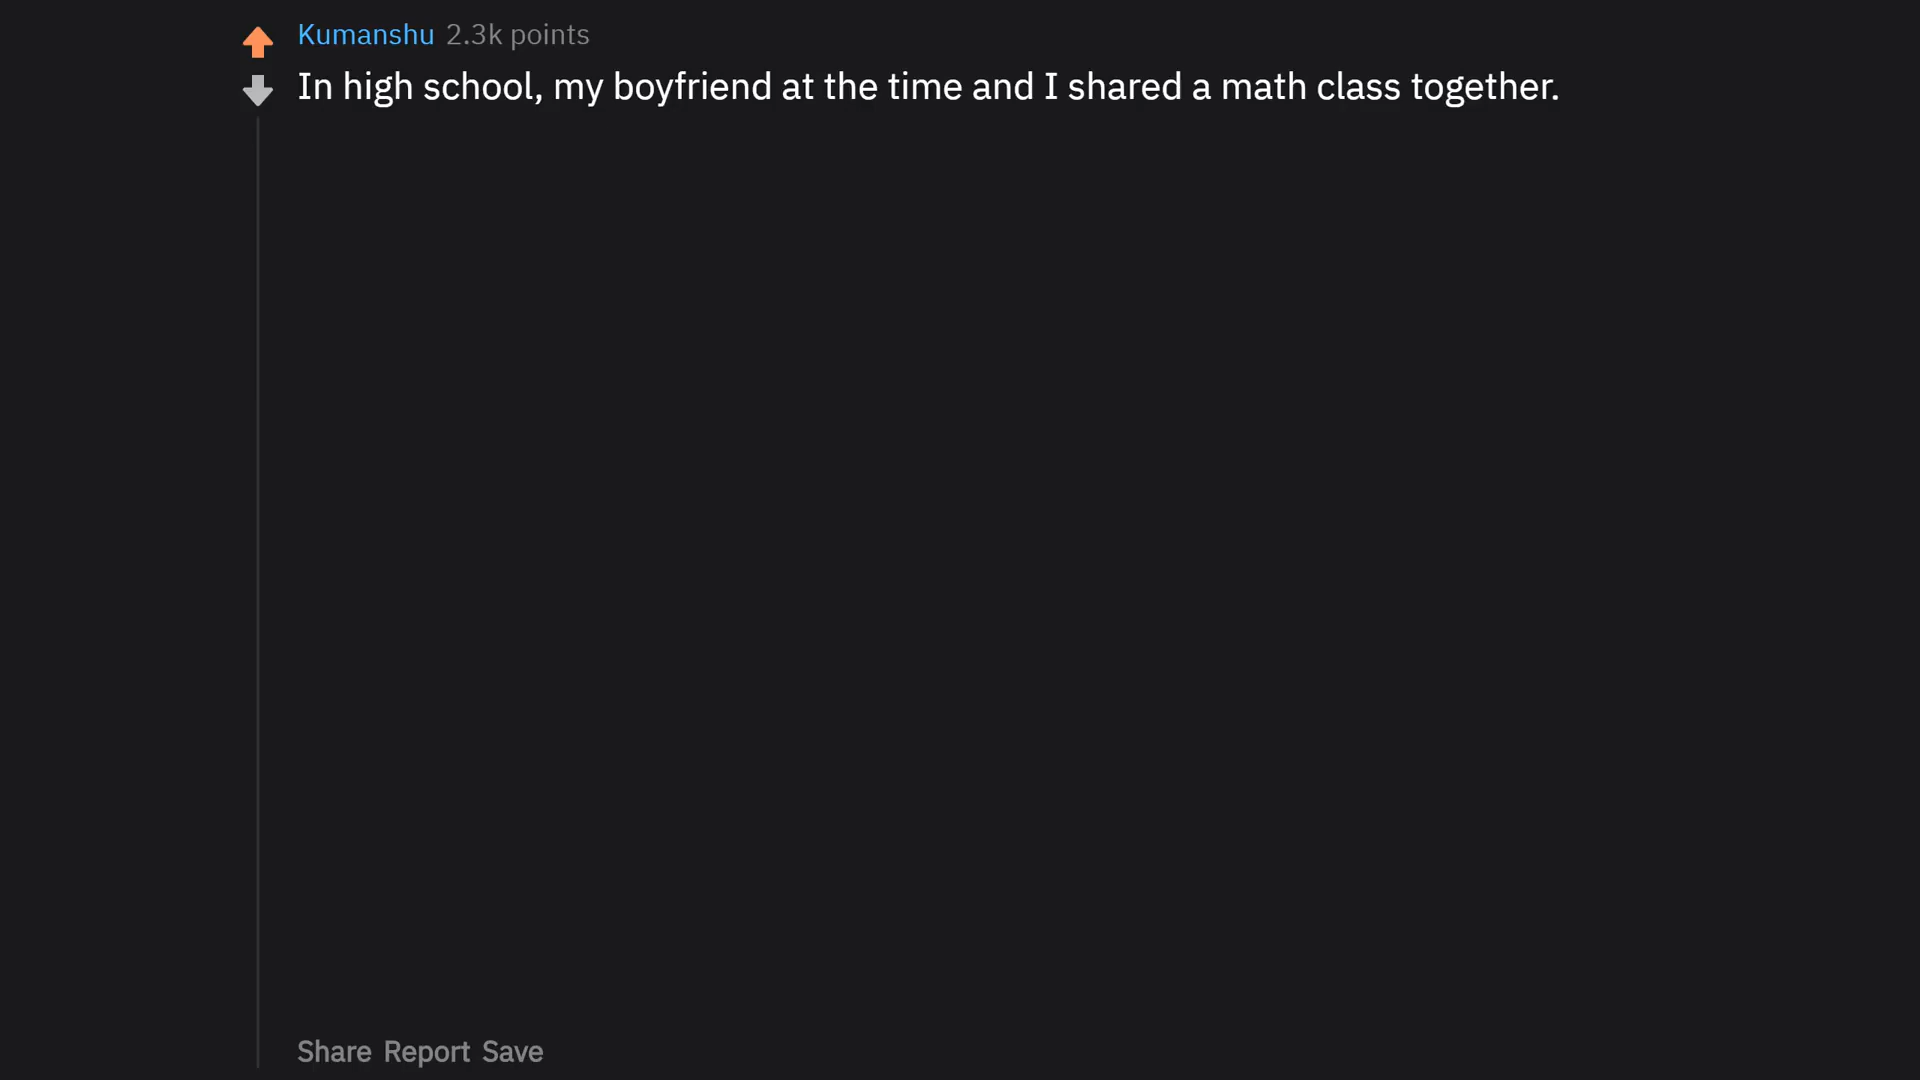 Kumanshu 2.3k points
In high school, my boyfriend at the time and I shared a math class together.
Share Report Save